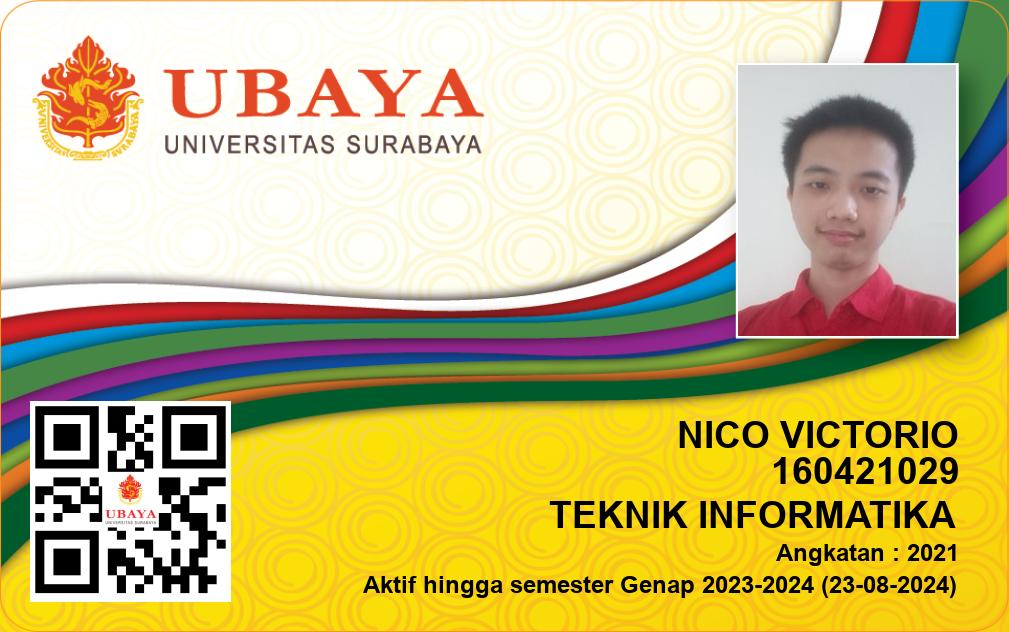 UBAYA
UNIVERSITAS SURABAYA
UNIVERSITAS SURABAYA
NICO VICTORIO
160421029
TEKNIK INFORMATIKA
Angkatan : 2021
Aktif hingga semester Genap 2023-2024 (23-08-2024)
UBAYA
UNIVERSITAS SURABAYA